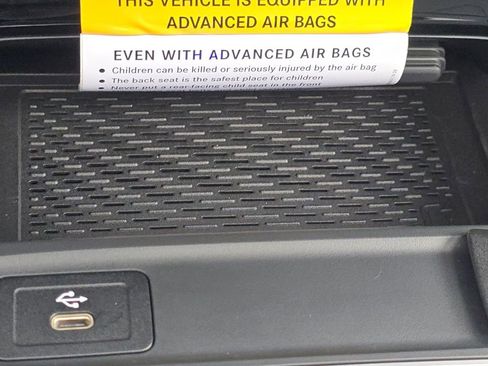 THIS VEHICLE IS EQUIPPED WITH
ADVANCED AIR BAGS
EVEN WITH ADVANCED AIR BAGS
• Children can be killed or seriously injured by the air bag
• The back seat is the safest place for children
• Never put a rear-facing child seat in the front